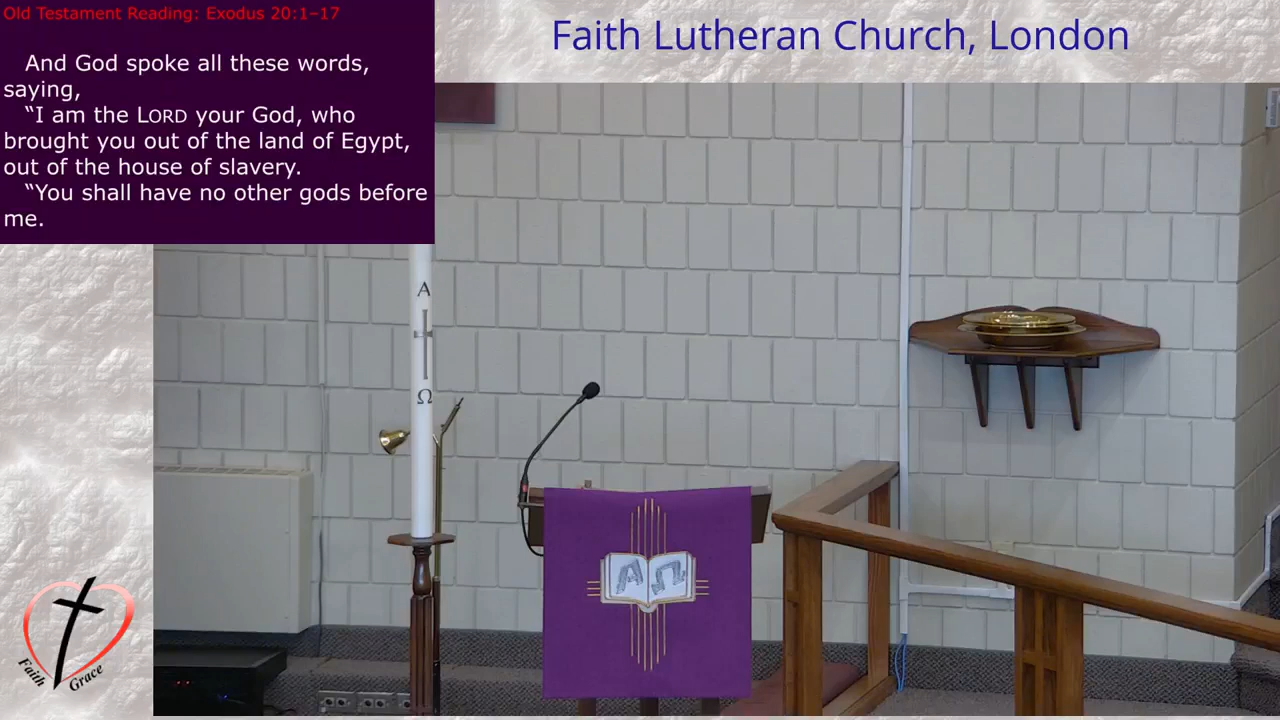 Old Testament Reading: Exodus 20:1–17
And God spoke all these words,
saying,
“I am the LORD your God, who
brought you out of the land of Egypt,
out of the house of slavery.
“You shall have no other gods before
me.
Faith Lutheran Church, London
Α
Ω
Α Ω
Faith Grace